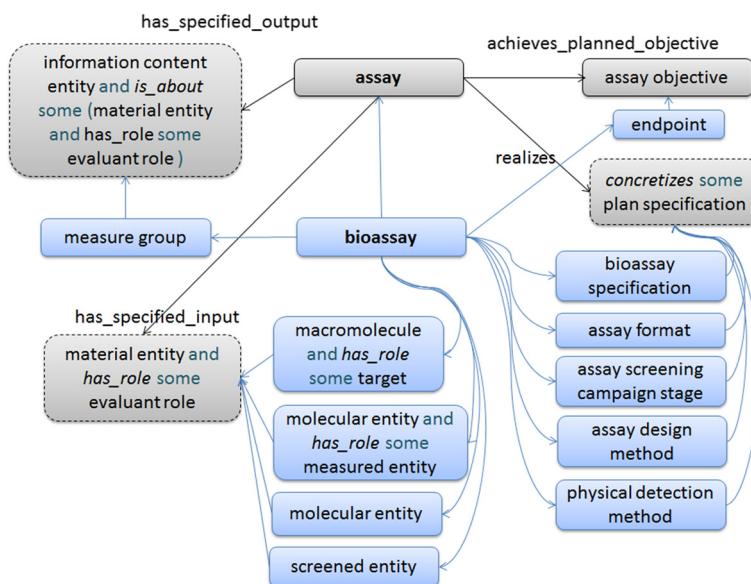 has_specified_output
information content
entity and is_about
some (material entity
and has_role some
evaluant role )
assay
achieves_planned_objective
assay objective
endpoint
realizes
concretizes some
plan specification
measure group
bioassay
bioassay
specification
assay format
assay screening
campaign stage
assay design
method
physical detection
method
has_specified_input
material entity and
has_role some
evaluant role
macromolecule
and has_role
some target
molecular entity and
has_role some
measured entity
molecular entity
screened entity